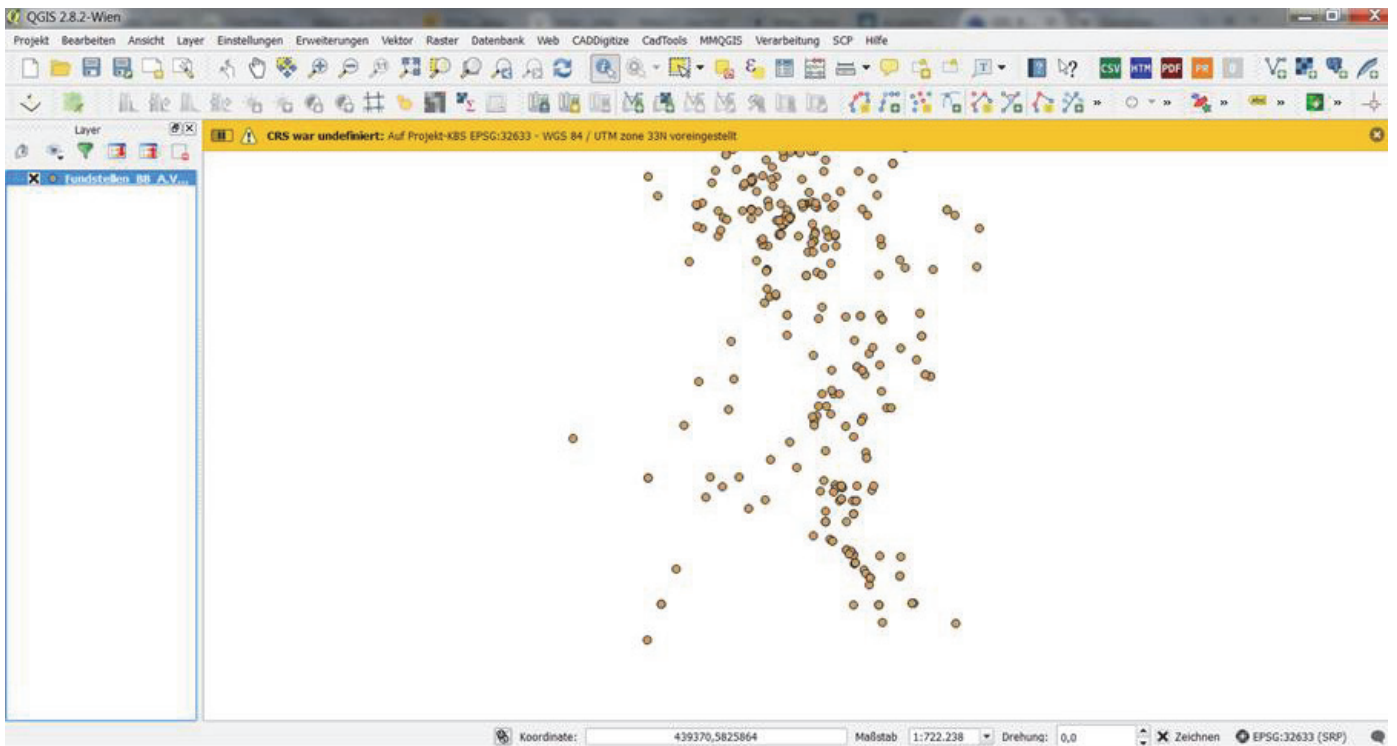 QGIS 2.8.2-Wien
Projekt Bearbeiten Ansicht Layer Einstellungen Erweiterungen Vektor Raster Datenbank Web CADDigitize CadTools MMQGIS Verarbeitung SCP Hilfe
CSV HTM PDF PR
Layer
CRS war undefiniert: Auf Projekt-KBS EPSG:32633 - WGS 84 / UTM zone 33N voreingestellt
Fundstellen_BB_A.V...
Koordinate: 439370,5825864 Maßstab 1:722.238 Drehung: 0,0 Zeichnen EPSG:32633 (SRP)